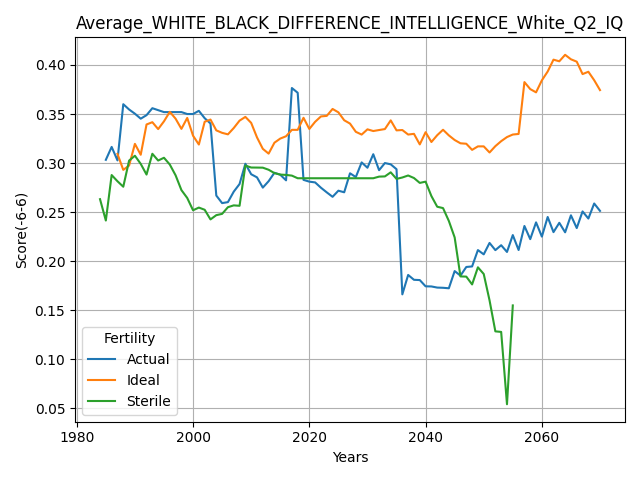 Average_WHITE_BLACK_DIFFERENCE_INTELLIGENCE_White_Q2_IQ
0.40
0.35
0.30
0.25
0.20
0.15
0.10
0.05
Score(-6-6)
Fertility
Actual
Ideal
Sterile
1980
2000
2020
2040
2060
Years